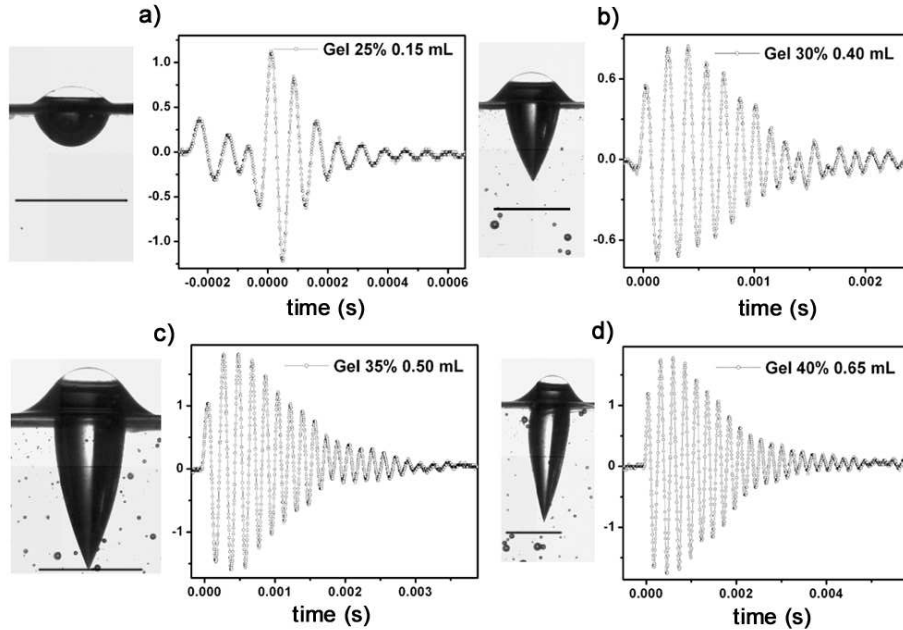 a)
Gel 25% 0.15 mL
1.0
0.5
0.0
-0.5
-1.0
-0.0002 0.0000 0.0002 0.0004 0.0006
time (s)
b)
Gel 30% 0.40 mL
0.6
0.0
-0.6
0.000 0.001 0.002
time (s)
c)
Gel 35% 0.50 mL
1
0
-1
0.000 0.001 0.002 0.003
time (s)
d)
Gel 40% 0.65 mL
1
0
-1
0.000 0.002 0.004
time (s)